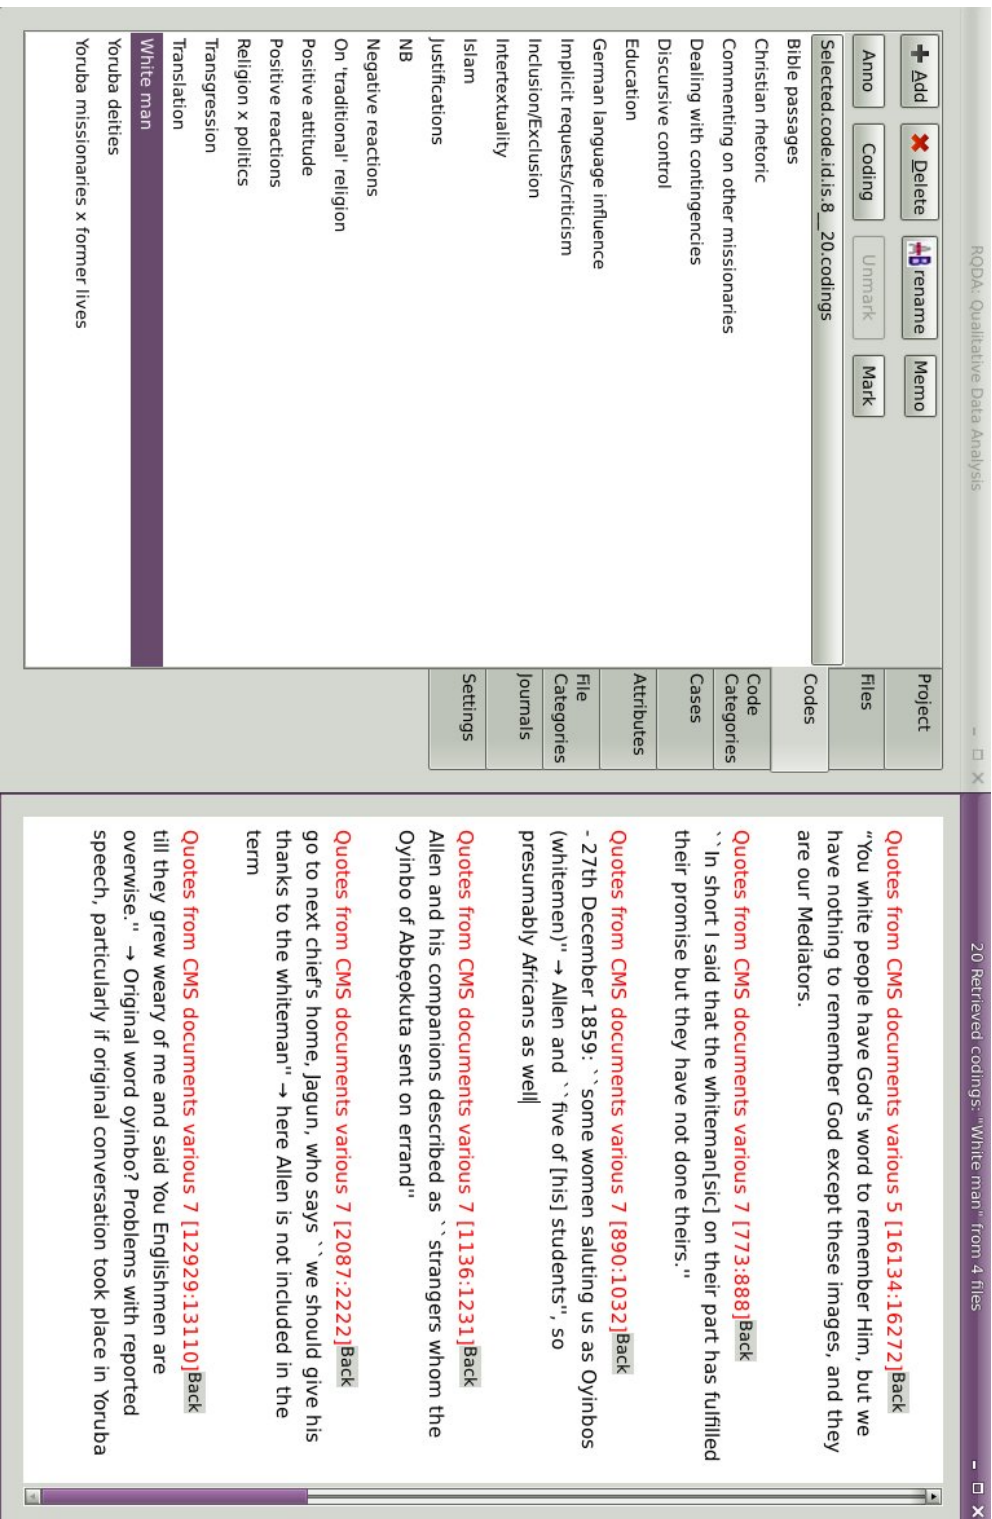 RQDA: Qualitative Data Analysis
Add Delete rename Memo
Anno Coding Unmark Mark
Selected.code.id.is.8__20.codings
Bible passages
Christian rhetoric
Commenting on other missionaries
Dealing with contingencies
Discursive control
Education
German language influence
Implicit requests/criticism
Inclusion/Exclusion
Intertextuality
Islam
Justifications
NB
Negative reactions
On 'traditional' religion
Positive attitude
Positive reactions
Religion x politics
Transgression
Translation
White man
Yoruba deities
Yoruba missionaries x former lives
Project
Files
Codes
Code
Categories
Cases
Attributes
File
Categories
Journals
Settings
20 Retrieved codings: "White man" from 4 files
Quotes from CMS documents various 5 [16134:16272]Back
“You white people have God's word to remember Him, but we
have nothing to remember God except these images, and they
are our Mediators.
Quotes from CMS documents various 7 [773:888]Back
``In short I said that the whiteman[sic] on their part has fulfilled
their promise but they have not done theirs.''
Quotes from CMS documents various 7 [890:1032]Back
- 27th December 1859: ``some women saluting us as Oyinbos
(whitemen)'' → Allen and ``five of [his] students'', so
presumably Africans as well
Quotes from CMS documents various 7 [1136:1231]Back
Allen and his companions described as ``strangers whom the
Oyinbo of Abbẹokuta sent on errand''
Quotes from CMS documents various 7 [2087:2222]Back
go to next chief's home, Jagun, who says ``we should give his
thanks to the whiteman'' → here Allen is not included in the
term
Quotes from CMS documents various 7 [12929:13110]Back
till they grew weary of me and said You Englishmen are
overwise.'' → Original word oyinbo? Problems with reported
speech, particularly if original conversation took place in Yoruba